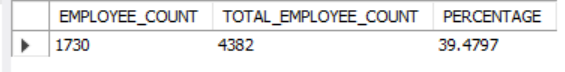 EMPLOYEE_COUNT TOTAL_EMPLOYEE_COUNT PERCENTAGE
1730 4382 39.4797